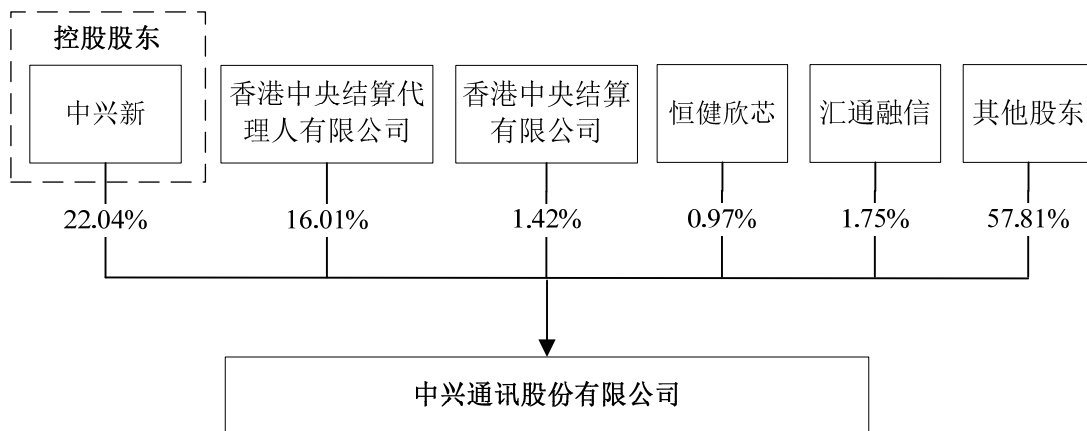 控股股东
中兴新
香港中央结算代
理人有限公司
香港中央结算
有限公司
恒健欣芯
汇通融信
其他股东
22.04%
16.01%
1.42%
0.97%
1.75%
57.81%
中兴通讯股份有限公司